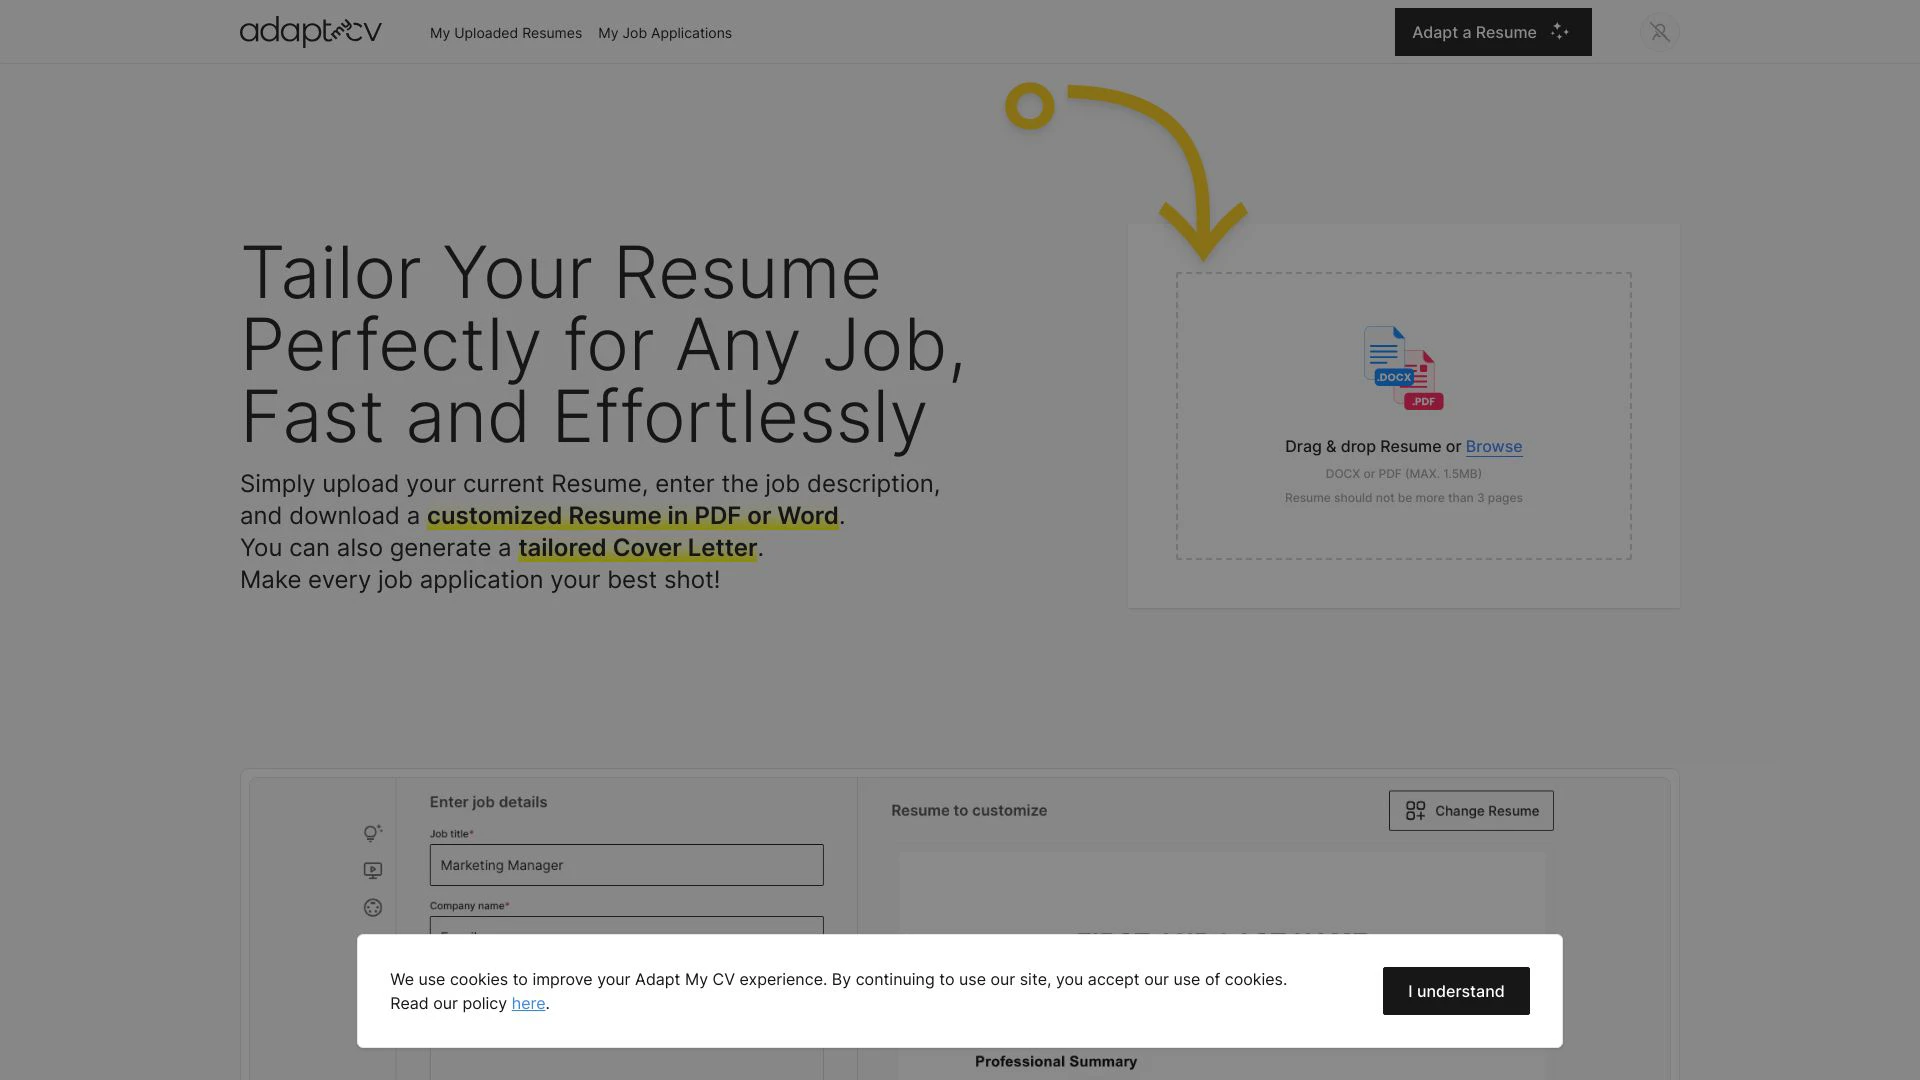 adaptmycv
My Uploaded Resumes
My Job Applications
Adapt a Resume
Tailor Your Resume
Perfectly for Any Job,
Fast and Effortlessly
Simply upload your current Resume, enter the job description,
and download a customized Resume in PDF or Word.
You can also generate a tailored Cover Letter.
Make every job application your best shot!
.DOCX
.PDF
Drag & drop Resume or Browse
DOCX or PDF (MAX. 1.5MB)
Resume should not be more than 3 pages
Enter job details
Job title*
Marketing Manager
Company name*
Resume to customize
Change Resume
We use cookies to improve your Adapt My CV experience. By continuing to use our site, you accept our use of cookies.
Read our policy here.
I understand
Professional Summary